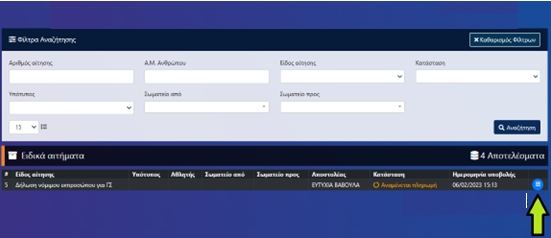 Φίλτρα Αναζήτησης
Καθαρισμός Φίλτρων
Αριθμός αίτησης Α.Μ. Ανθρώπου Είδος αίτησης Κατάσταση
Υπότυπος Σωματείο από Σωματείο προς
15 Αναζήτηση
Ειδικά αιτήματα 4 Αποτελέσματα
# Είδος αίτησης Υπότυπος Αθλητής Σωματείο από Σωματείο προς Αποστολέας Κατάσταση Ημερομηνία υποβολής
5 Δήλωση νόμιμου εκπροσώπου για ΓΣ ΕΥΤΥΧΙΑ ΒΑΒΟΥΛΑ Αναμένεται πληρωμή 06/02/2023 15:13